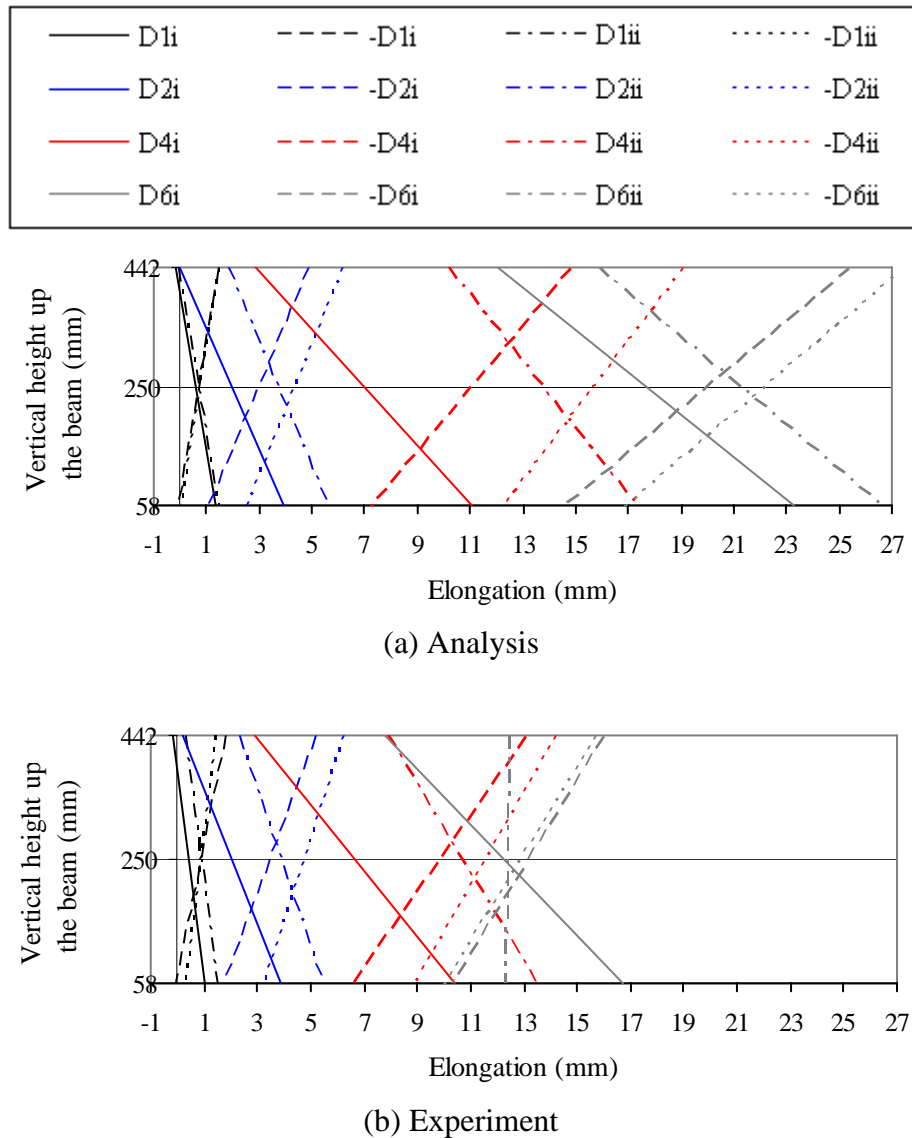 D1i -D1i D1ii -D1ii
D2i -D2i D2ii -D2ii
D4i -D4i D4ii -D4ii
D6i -D6i D6ii -D6ii
442
250
58
Vertical height up
the beam (mm)
-1 1 3 5 7 9 11 13 15 17 19 21 23 25 27
Elongation (mm)
(a) Analysis
442
250
58
Vertical height up
the beam (mm)
-1 1 3 5 7 9 11 13 15 17 19 21 23 25 27
Elongation (mm)
(b) Experiment